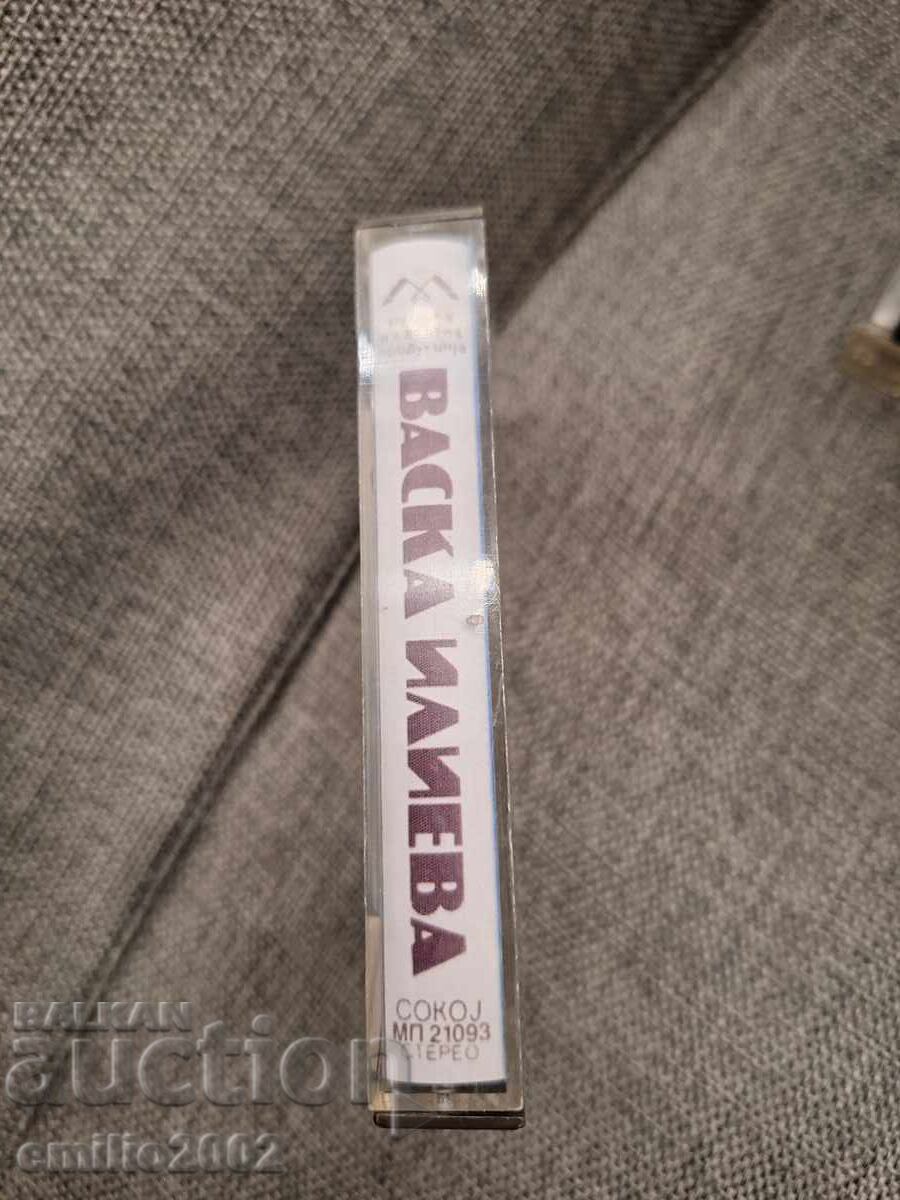 ВАСКА ИЛИЕВА
СОКОЈ
МП 21093
СТЕРЕО
BALKAN
auction
emilio2002